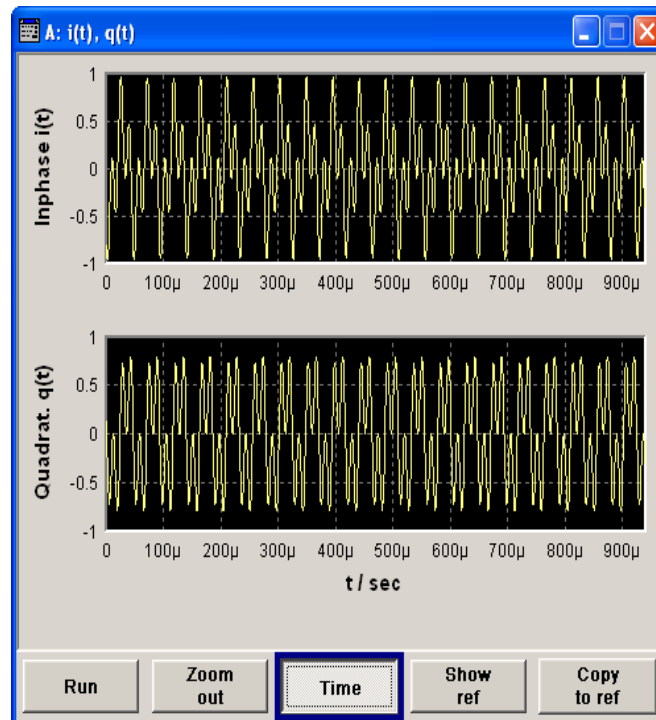 A: i(t), q(t)
Inphase i(t)
1
0.5
0
-0.5
-1
0 100µ 200µ 300µ 400µ 500µ 600µ 700µ 800µ 900µ
Quadrat. q(t)
1
0.5
0
-0.5
-1
0 100µ 200µ 300µ 400µ 500µ 600µ 700µ 800µ 900µ
t / sec
Run
Zoom
out
Time
Show
ref
Copy
to ref